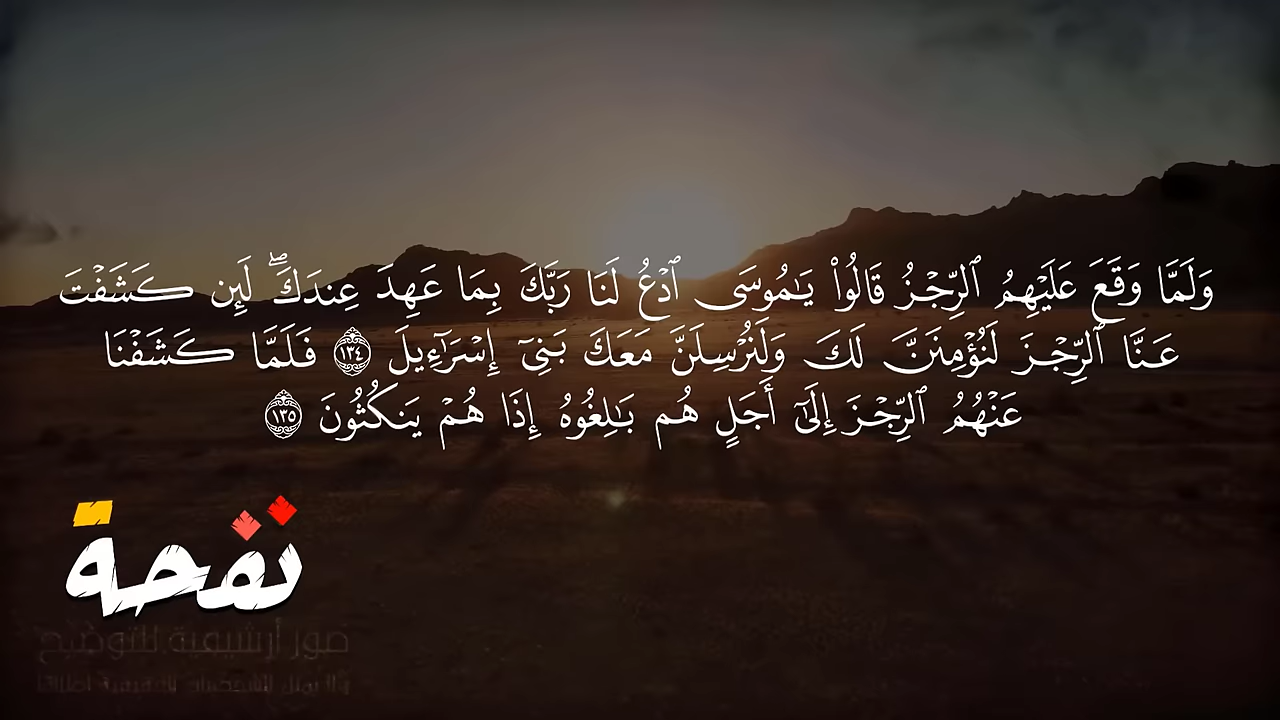 وَلَمَّا وَقَعَ عَلَيْهِمُ ٱلرِّجْزُ قَالُوا۟ يَـٰمُوسَى ٱدْعُ لَنَا رَبَّكَ بِمَا عَهِدَ عِندَكَ ۖ لَئِن كَشَفْتَ
عَنَّا ٱلرِّجْزَ لَنُؤْمِنَنَّ لَكَ وَلَنُرْسِلَنَّ مَعَكَ بَنِىٓ إِسْرَٰٓءِيلَ ١٣٤ فَلَمَّا كَشَفْنَا
عَنْهُمُ ٱلرِّجْزَ إِلَىٰٓ أَجَلٍ هُم بَـٰلِغُوهُ إِذَا هُمْ يَنكُثُونَ ١٣٥
نفحة
صور أرشيفية للتوضيح